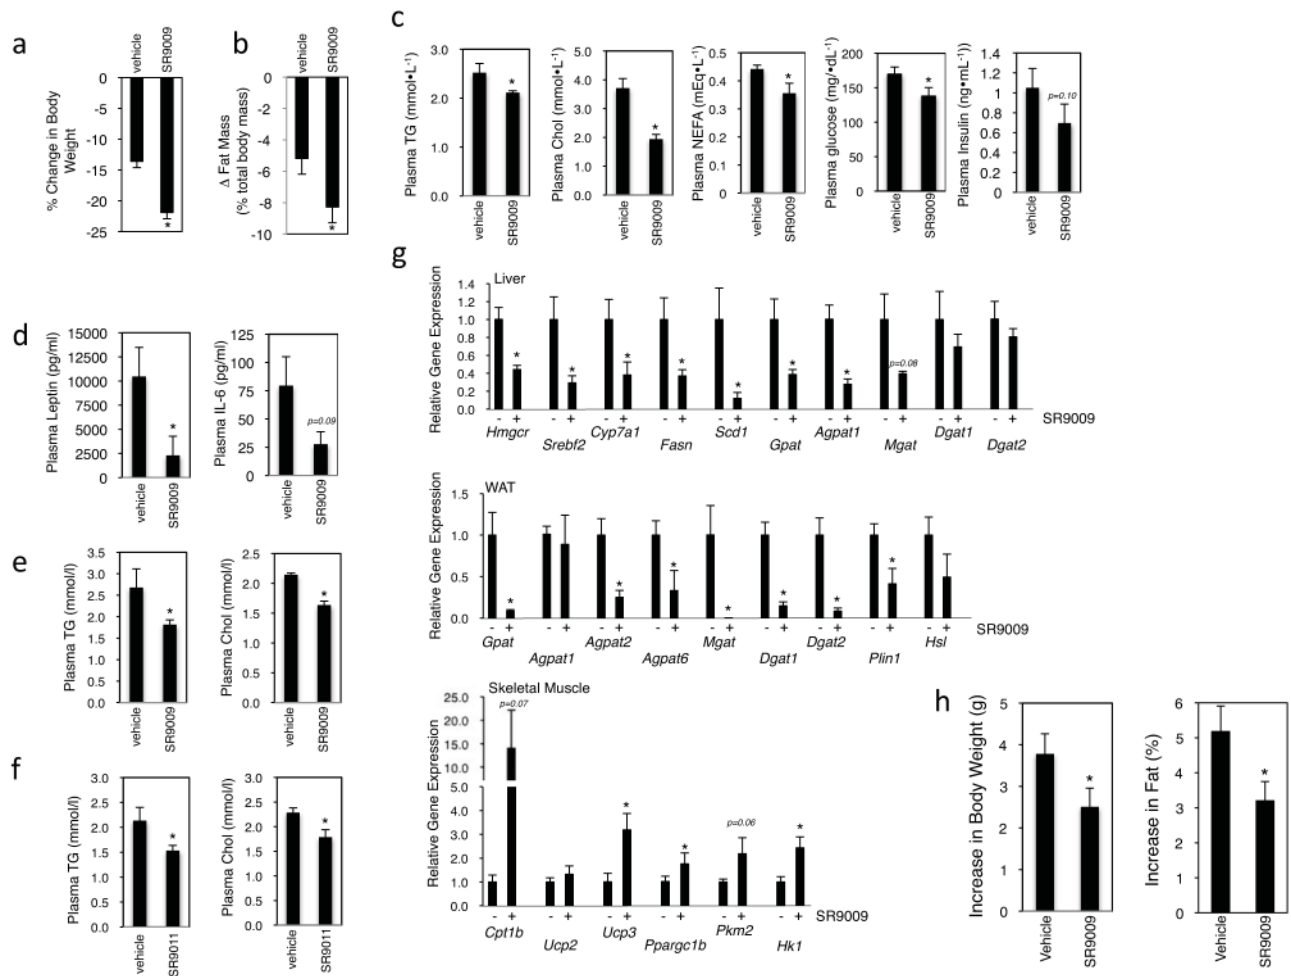 a
vehicle
SR9009
-0
-5
-10
-15
-20
-25
*
% Change in Body
Weight
b
vehicle
SR9009
-0
-2
-4
-6
-8
-10
*
Δ Fat Mass
(% total body mass)
c
Plasma TG (mmol•L-1)
3.0
2.0
1.0
0.0
*
vehicle
SR9009
Plasma Chol (mmol•L-1)
5.0
4.0
3.0
2.0
1.0
0.0
*
vehicle
SR9009
Plasma NEFA (mEq•L-1)
0.5
0.4
0.3
0.2
0.1
0
*
vehicle
SR9009
Plasma glucose (mg/•dL-1)
200
150
100
50
0
*
vehicle
SR9009
Plasma Insulin (ng•mL-1))
1.4
1.2
1
0.8
0.6
0.4
0.2
0
p=0.10
vehicle
SR9009
d
Plasma Leptin (pg/ml)
15000
12500
10000
7500
5000
2500
0
*
vehicle
SR9009
Plasma IL-6 (pg/ml)
125
100
75
50
25
0
p=0.09
vehicle
SR9009
e
Plasma TG (mmol/l)
3.5
3.0
2.5
2.0
1.5
1.0
0.5
0.0
*
vehicle
SR9009
Plasma Chol (mmol/l)
2.5
2.0
1.5
1.0
0.5
0.0
*
vehicle
SR9009
f
Plasma TG (mmol/l)
3.0
2.5
2.0
1.5
1.0
0.5
0.0
*
vehicle
SR9011
Plasma Chol (mmol/l)
3.0
2.5
2.0
1.5
1.0
0.5
0.0
*
vehicle
SR9011
g
Liver
Relative Gene Expression
1.4
1.2
1.0
0.8
0.6
0.4
0.2
0.0
* * * * * * * p=0.08
- + - + - + - + - + - + - + - + - + - + SR9009
Hmgcr Srebf2 Cyp7a1 Fasn Scd1 Gpat Agpat1 Mgat Dgat1 Dgat2
WAT
Relative Gene Expression
1.5
1.0
0.5
0.0
* * * * * * *
- + - + - + - + - + - + - + - + - + SR9009
Gpat Agpat1 Agpat2 Agpat6 Mgat Dgat1 Dgat2 Plin1 Hsl
Skeletal Muscle
Relative Gene Expression
25.0
20.0
15.0
10.0
5.0
4.0
3.0
2.0
1.0
0.0
p=0.07 * * p=0.06 *
- + - + - + - + - + - + SR9009
Cpt1b Ucp2 Ucp3 Ppargc1b Pkm2 Hk1
h
Increase in Body Weight (g)
5
4
3
2
1
0
*
Vehicle
SR9009
Increase in Fat (%)
6
5
4
3
2
1
0
*
Vehicle
SR9009